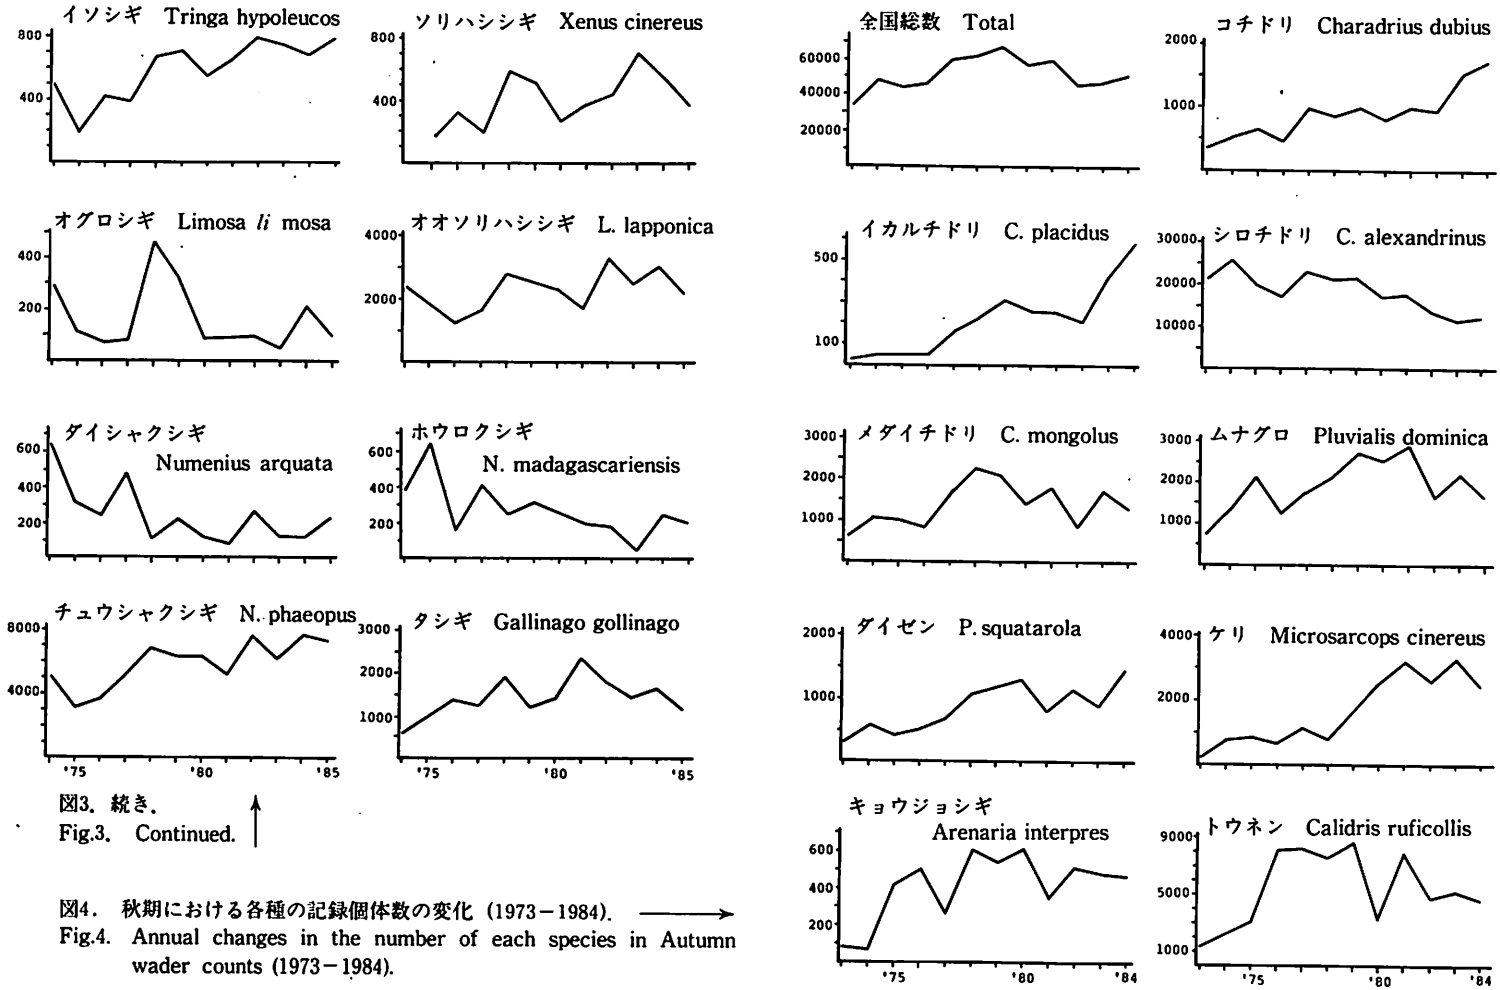 イソシギ Tringa hypoleucos
800
400
ソリハシシギ Xenus cinereus
800
400
オグロシギ Limosa li mosa
400
200
オオソリハシシギ L. lapponica
4000
2000
ダイシャクシギ
Numenius arquata
600
400
200
ホウロクシギ
N. madagascariensis
600
400
200
チュウシャクシギ N. phaeopus
8000
4000
'75 '80 '85
タシギ Gallinago gollinago
3000
2000
1000
'75 '80 '85
図3. 続き.
Fig.3. Continued.
図4. 秋期における各種の記録個体数の変化 (1973−1984).
Fig.4. Annual changes in the number of each species in Autumn
wader counts (1973−1984).
全国総数 Total
60000
40000
20000
コチドリ Charadrius dubius
2000
1000
イカルチドリ C. placidus
500
100
シロチドリ C. alexandrinus
30000
20000
10000
メダイチドリ C. mongolus
3000
2000
1000
ムナグロ Pluvialis dominica
3000
2000
1000
ダイゼン P. squatarola
2000
1000
ケリ Microsarcops cinereus
4000
2000
キョウジョシギ
Arenaria interpres
600
400
200
'75 '80 '84
トウネン Calidris ruficollis
9000
5000
1000
'75 '80 '84